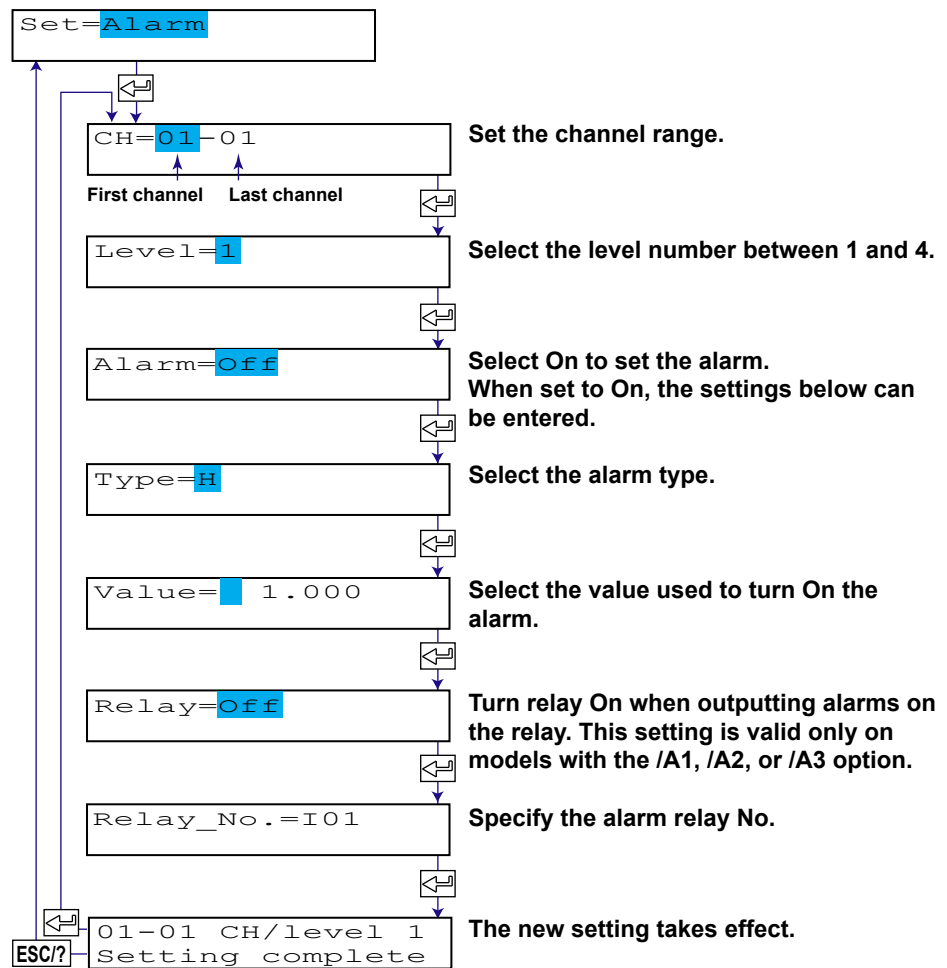 Set=Alarm
CH=01-01
Set the channel range.
First channel Last channel
Level=1
Select the level number between 1 and 4.
Alarm=Off
Select On to set the alarm.
When set to On, the settings below can
be entered.
Type=H
Select the alarm type.
Value=  1.000
Select the value used to turn On the
alarm.
Relay=Off
Turn relay On when outputting alarms on
the relay. This setting is valid only on
models with the /A1, /A2, or /A3 option.
Relay_No.=I01
Specify the alarm relay No.
01-01 CH/level 1
The new setting takes effect.
ESC/?
Setting complete